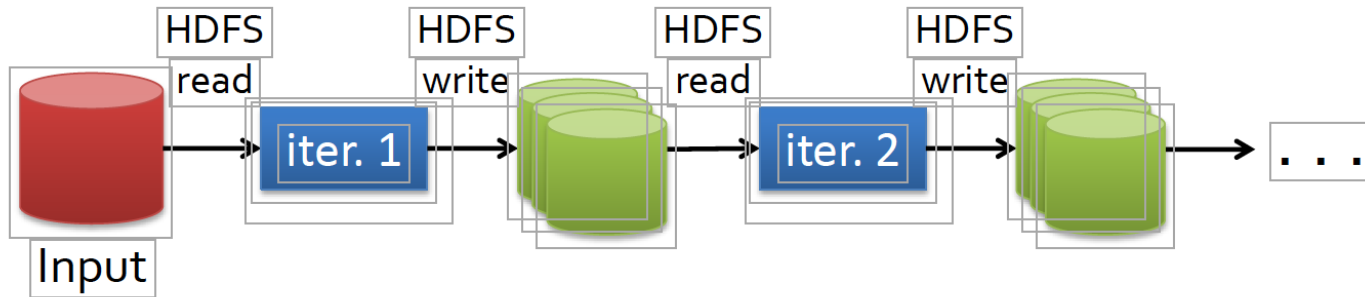 HDFS
read
HDFS
write
HDFS
read
HDFS
write
iter. 1
iter. 2
. . .
Input